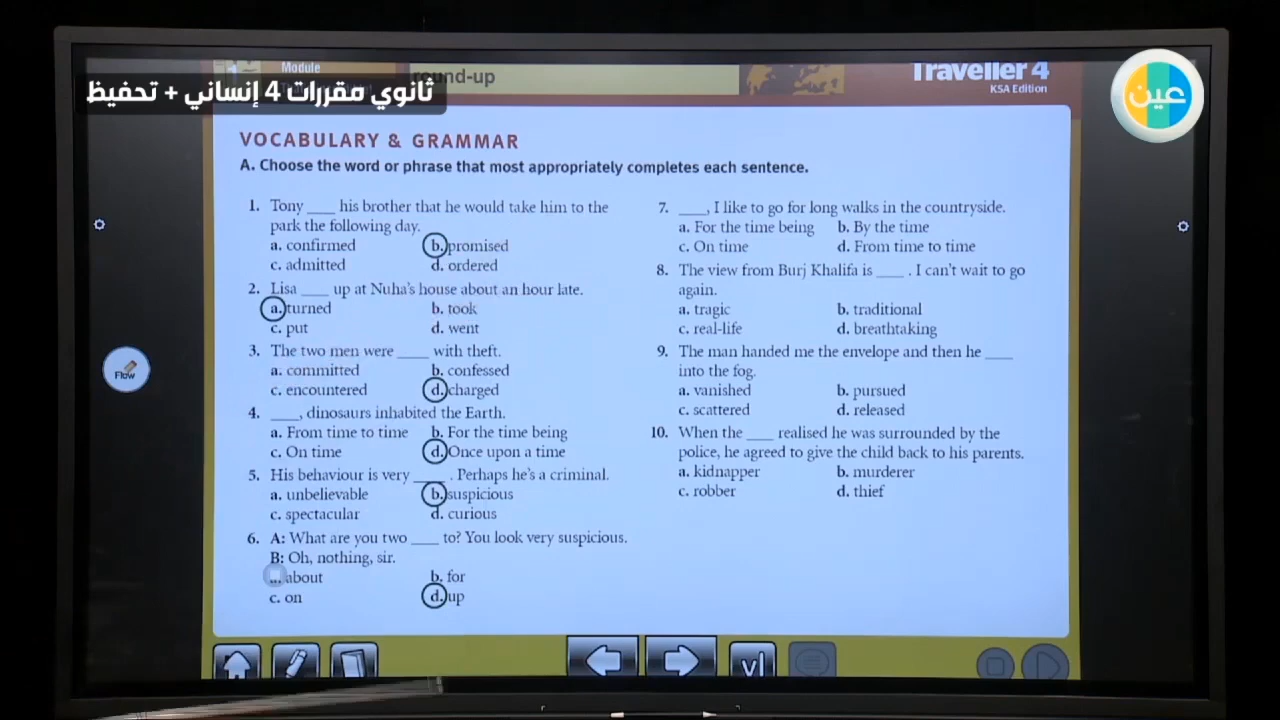 ثانوي مقررات 4 إنساني + تحفيظ
عين
Module
round-up
Traveller 4
KSA Edition
VOCABULARY & GRAMMAR
A. Choose the word or phrase that most appropriately completes each sentence.
1. Tony ____ his brother that he would take him to the
park the following day.
a. confirmed b. promised
c. admitted d. ordered
2. Lisa ____ up at Nuha's house about an hour late.
a. turned b. took
c. put d. went
3. The two men were ____ with theft.
a. committed b. confessed
c. encountered d. charged
4. ____, dinosaurs inhabited the Earth.
a. From time to time b. For the time being
c. On time d. Once upon a time
5. His behaviour is very ____ . Perhaps he's a criminal.
a. unbelievable b. suspicious
c. spectacular d. curious
6. A: What are you two ____ to? You look very suspicious.
B: Oh, nothing, sir.
about b. for
c. on d. up
7. ____, I like to go for long walks in the countryside.
a. For the time being b. By the time
c. On time d. From time to time
8. The view from Burj Khalifa is ____ . I can't wait to go
again.
a. tragic b. traditional
c. real-life d. breathtaking
9. The man handed me the envelope and then he ____
into the fog.
a. vanished b. pursued
c. scattered d. released
10. When the ____ realised he was surrounded by the
police, he agreed to give the child back to his parents.
a. kidnapper b. murderer
c. robber d. thief
Flow
vl